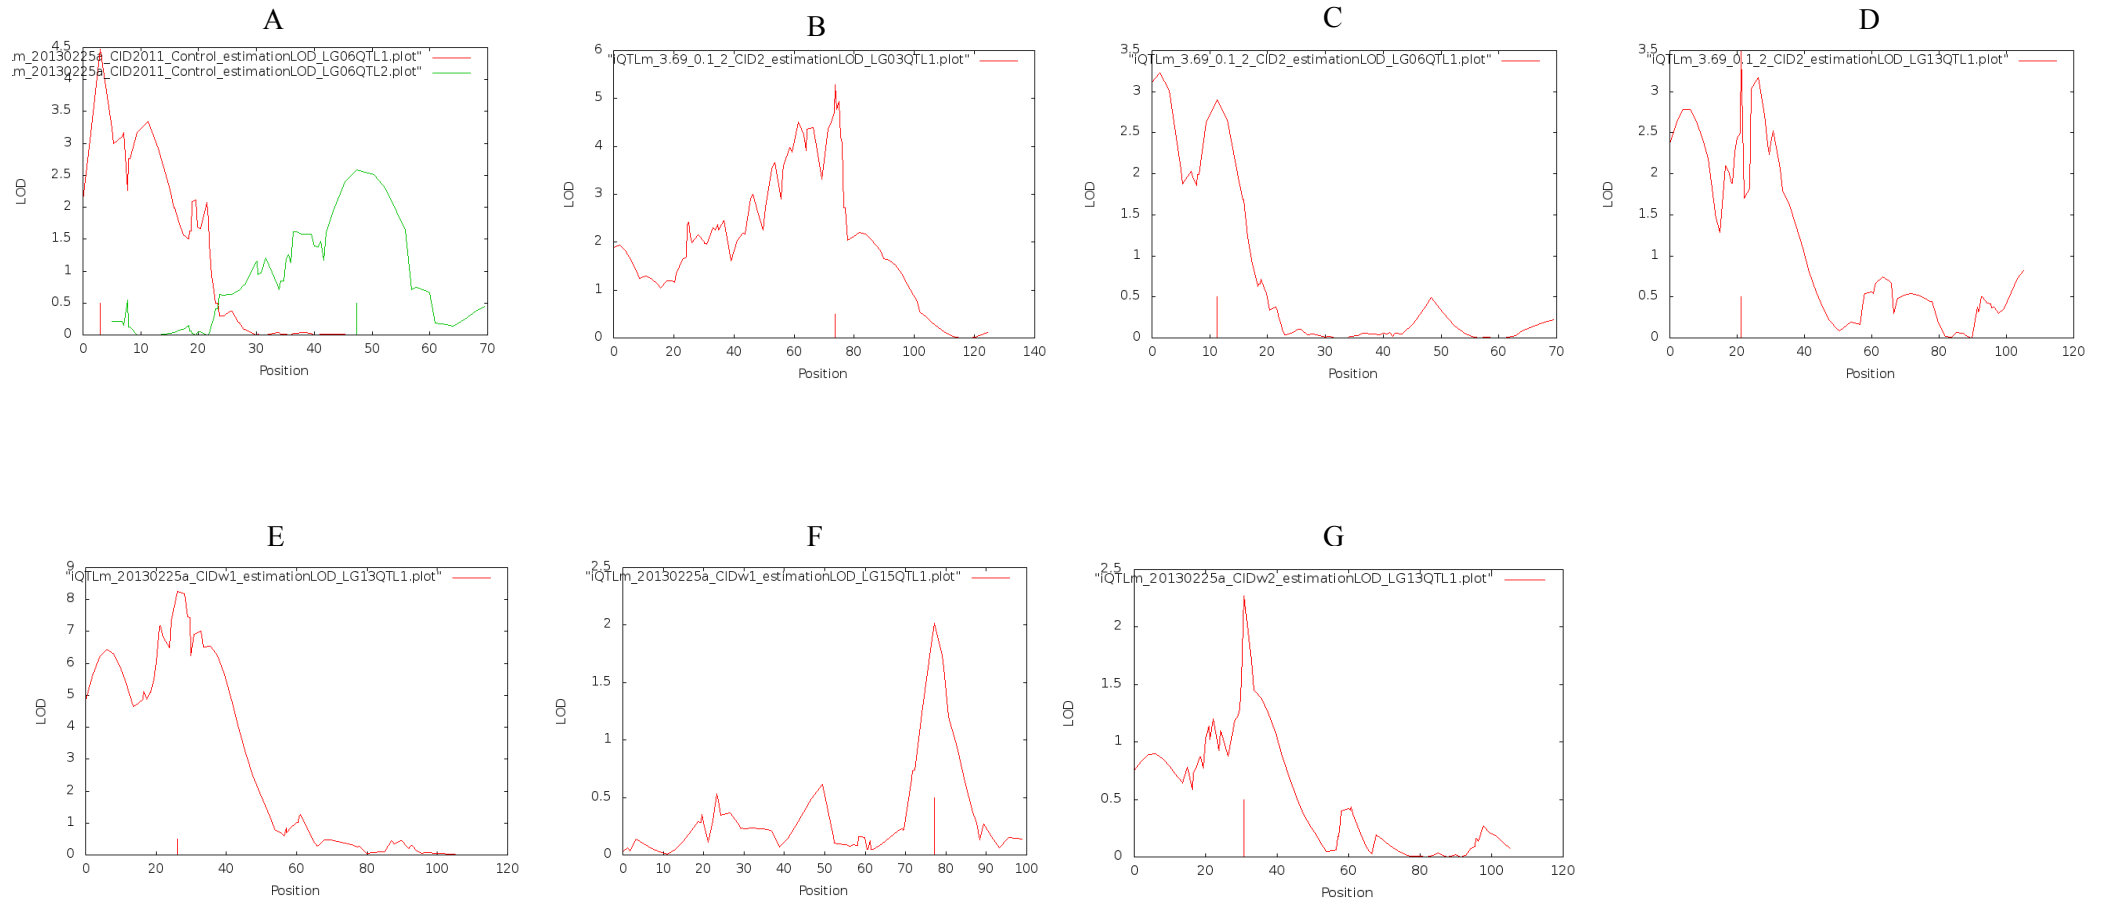 A
.m_20130225a_CID2011_Control_estimationLOD_LG06QTL1.plot"
.m_20130225a_CID2011_Control_estimationLOD_LG06QTL2.plot"
4.5
4
3.5
3
2.5
2
1.5
1
0.5
0
LOD
0 10 20 30 40 50 60 70
Position
B
"iQTLm_3.69_0.1_2_CID2_estimationLOD_LG03QTL1.plot"
6
5
4
3
2
1
0
LOD
0 20 40 60 80 100 120 140
Position
C
"iQTLm_3.69_0.1_2_CID2_estimationLOD_LG06QTL1.plot"
3.5
3
2.5
2
1.5
1
0.5
0
LOD
0 10 20 30 40 50 60 70
Position
D
"iQTLm_3.69_0.1_2_CID2_estimationLOD_LG13QTL1.plot"
3.5
3
2.5
2
1.5
1
0.5
0
LOD
0 20 40 60 80 100 120
Position
E
"iQTLm_20130225a_CIDw1_estimationLOD_LG13QTL1.plot"
9
8
7
6
5
4
3
2
1
0
LOD
0 20 40 60 80 100 120
Position
F
"iQTLm_20130225a_CIDw1_estimationLOD_LG15QTL1.plot"
2.5
2
1.5
1
0.5
0
LOD
0 10 20 30 40 50 60 70 80 90 100
Position
G
"iQTLm_20130225a_CIDw2_estimationLOD_LG13QTL1.plot"
2.5
2
1.5
1
0.5
0
LOD
0 20 40 60 80 100 120
Position